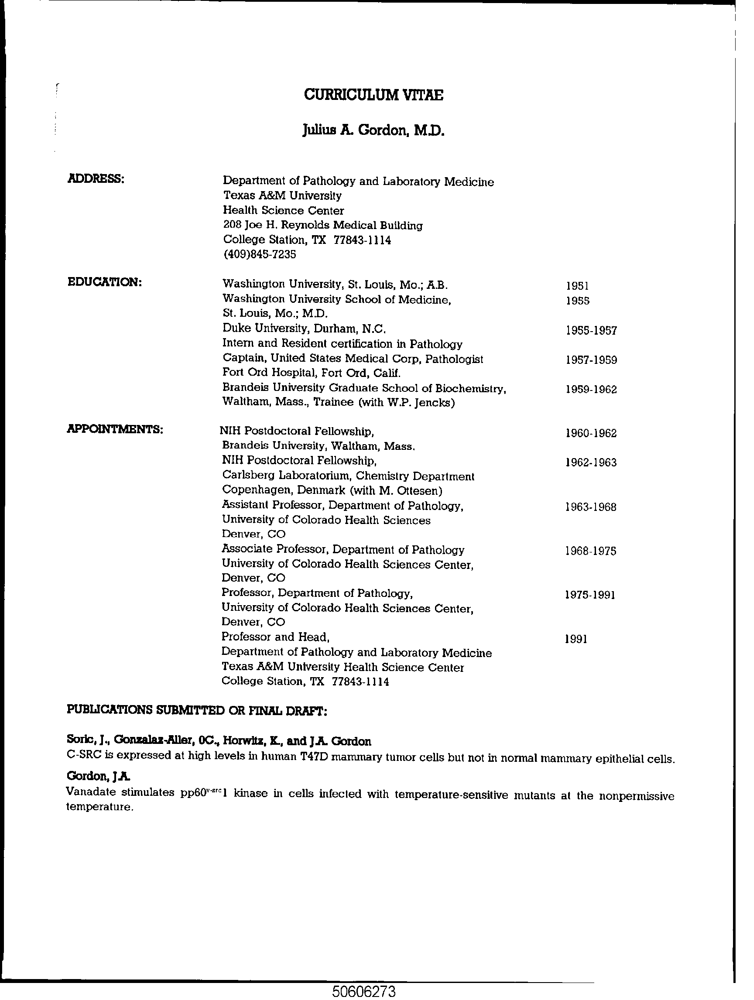 CURRICULUM VITAE
Julius A. Gordon, M.D.
ADDRESS: Department of Pathology and Laboratory Medicine
Texas A&M University
Health Science Center
208 Joe H. Reynolds Medical Building
College Station, TX 77843-1114
(409)845-7235
EDUCATION: Washington University, St. Louis, Mo.; A.B. 1951
Washington University School of Medicine, 1955
St. Louis, Mo.; M.D.
Duke University, Durham, N.C. 1955-1957
Intern and Resident certification in Pathology
Captain, United States Medical Corp, Pathologist 1957-1959
Fort Ord Hospital, Fort Ord, Calif.
Brandeis University Graduate School of Biochemistry, 1959-1962
Waltham, Mass., Trainee (with W.P. Jencks)
APPOINTMENTS: NIH Postdoctoral Fellowship, 1960-1962
Brandeis University, Waltham, Mass.
NIH Postdoctoral Fellowship, 1962-1963
Carlsberg Laboratorium, Chemistry Department
Copenhagen, Denmark (with M. Ottesen)
Assistant Professor, Department of Pathology, 1963-1968
University of Colorado Health Sciences
Denver, CO
Associate Professor, Department of Pathology 1968-1975
University of Colorado Health Sciences Center,
Denver, CO
Professor, Department of Pathology, 1975-1991
University of Colorado Health Sciences Center,
Denver, CO
Professor and Head, 1991
Department of Pathology and Laboratory Medicine
Texas A&M University Health Science Center
College Station, TX 77843-1114
PUBLICATIONS SUBMITTED OR FINAL DRAFT:
Soric, J., Gonzalaz-Aller, OC., Horwitz, K., and J.A. Gordon
C-SRC is expressed at high levels in human T47D mammary tumor cells but not in normal mammary epithelial cells.
Gordon, J.A.
Vanadate stimulates pp60v-src1 kinase in cells infected with temperature-sensitive mutants at the nonpermissive
temperature.
50606273